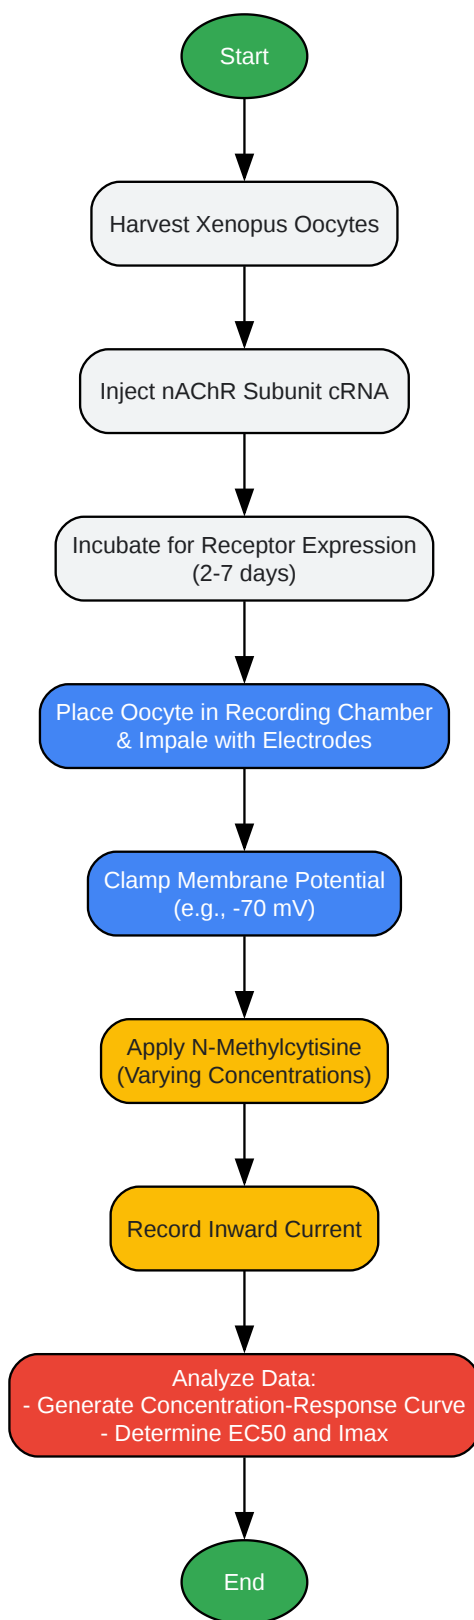 Start
Harvest Xenopus Oocytes
Inject nAChR Subunit cRNA
Incubate for Receptor Expression
(2-7 days)
Place Oocyte in Recording Chamber
& Impale with Electrodes
Clamp Membrane Potential
(e.g., -70 mV)
Apply N-Methylcytisine
(Varying Concentrations)
Record Inward Current
Analyze Data:
- Generate Concentration-Response Curve
- Determine EC50 and Imax
End